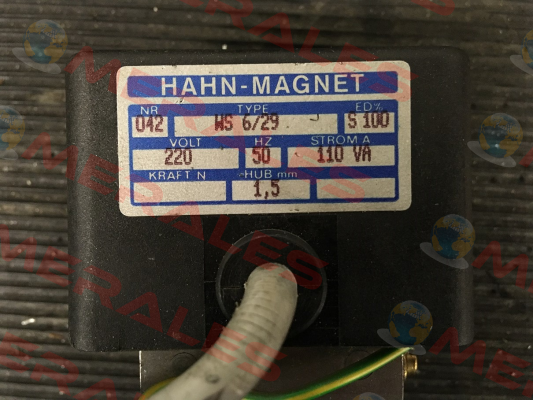 HAHN-MAGNET
NR TYPE ED%
042 WS 6/29 S 100
VOLT HZ STROM A
220 50 110 VA
KRAFT N HUB mm
1,5
MERALES